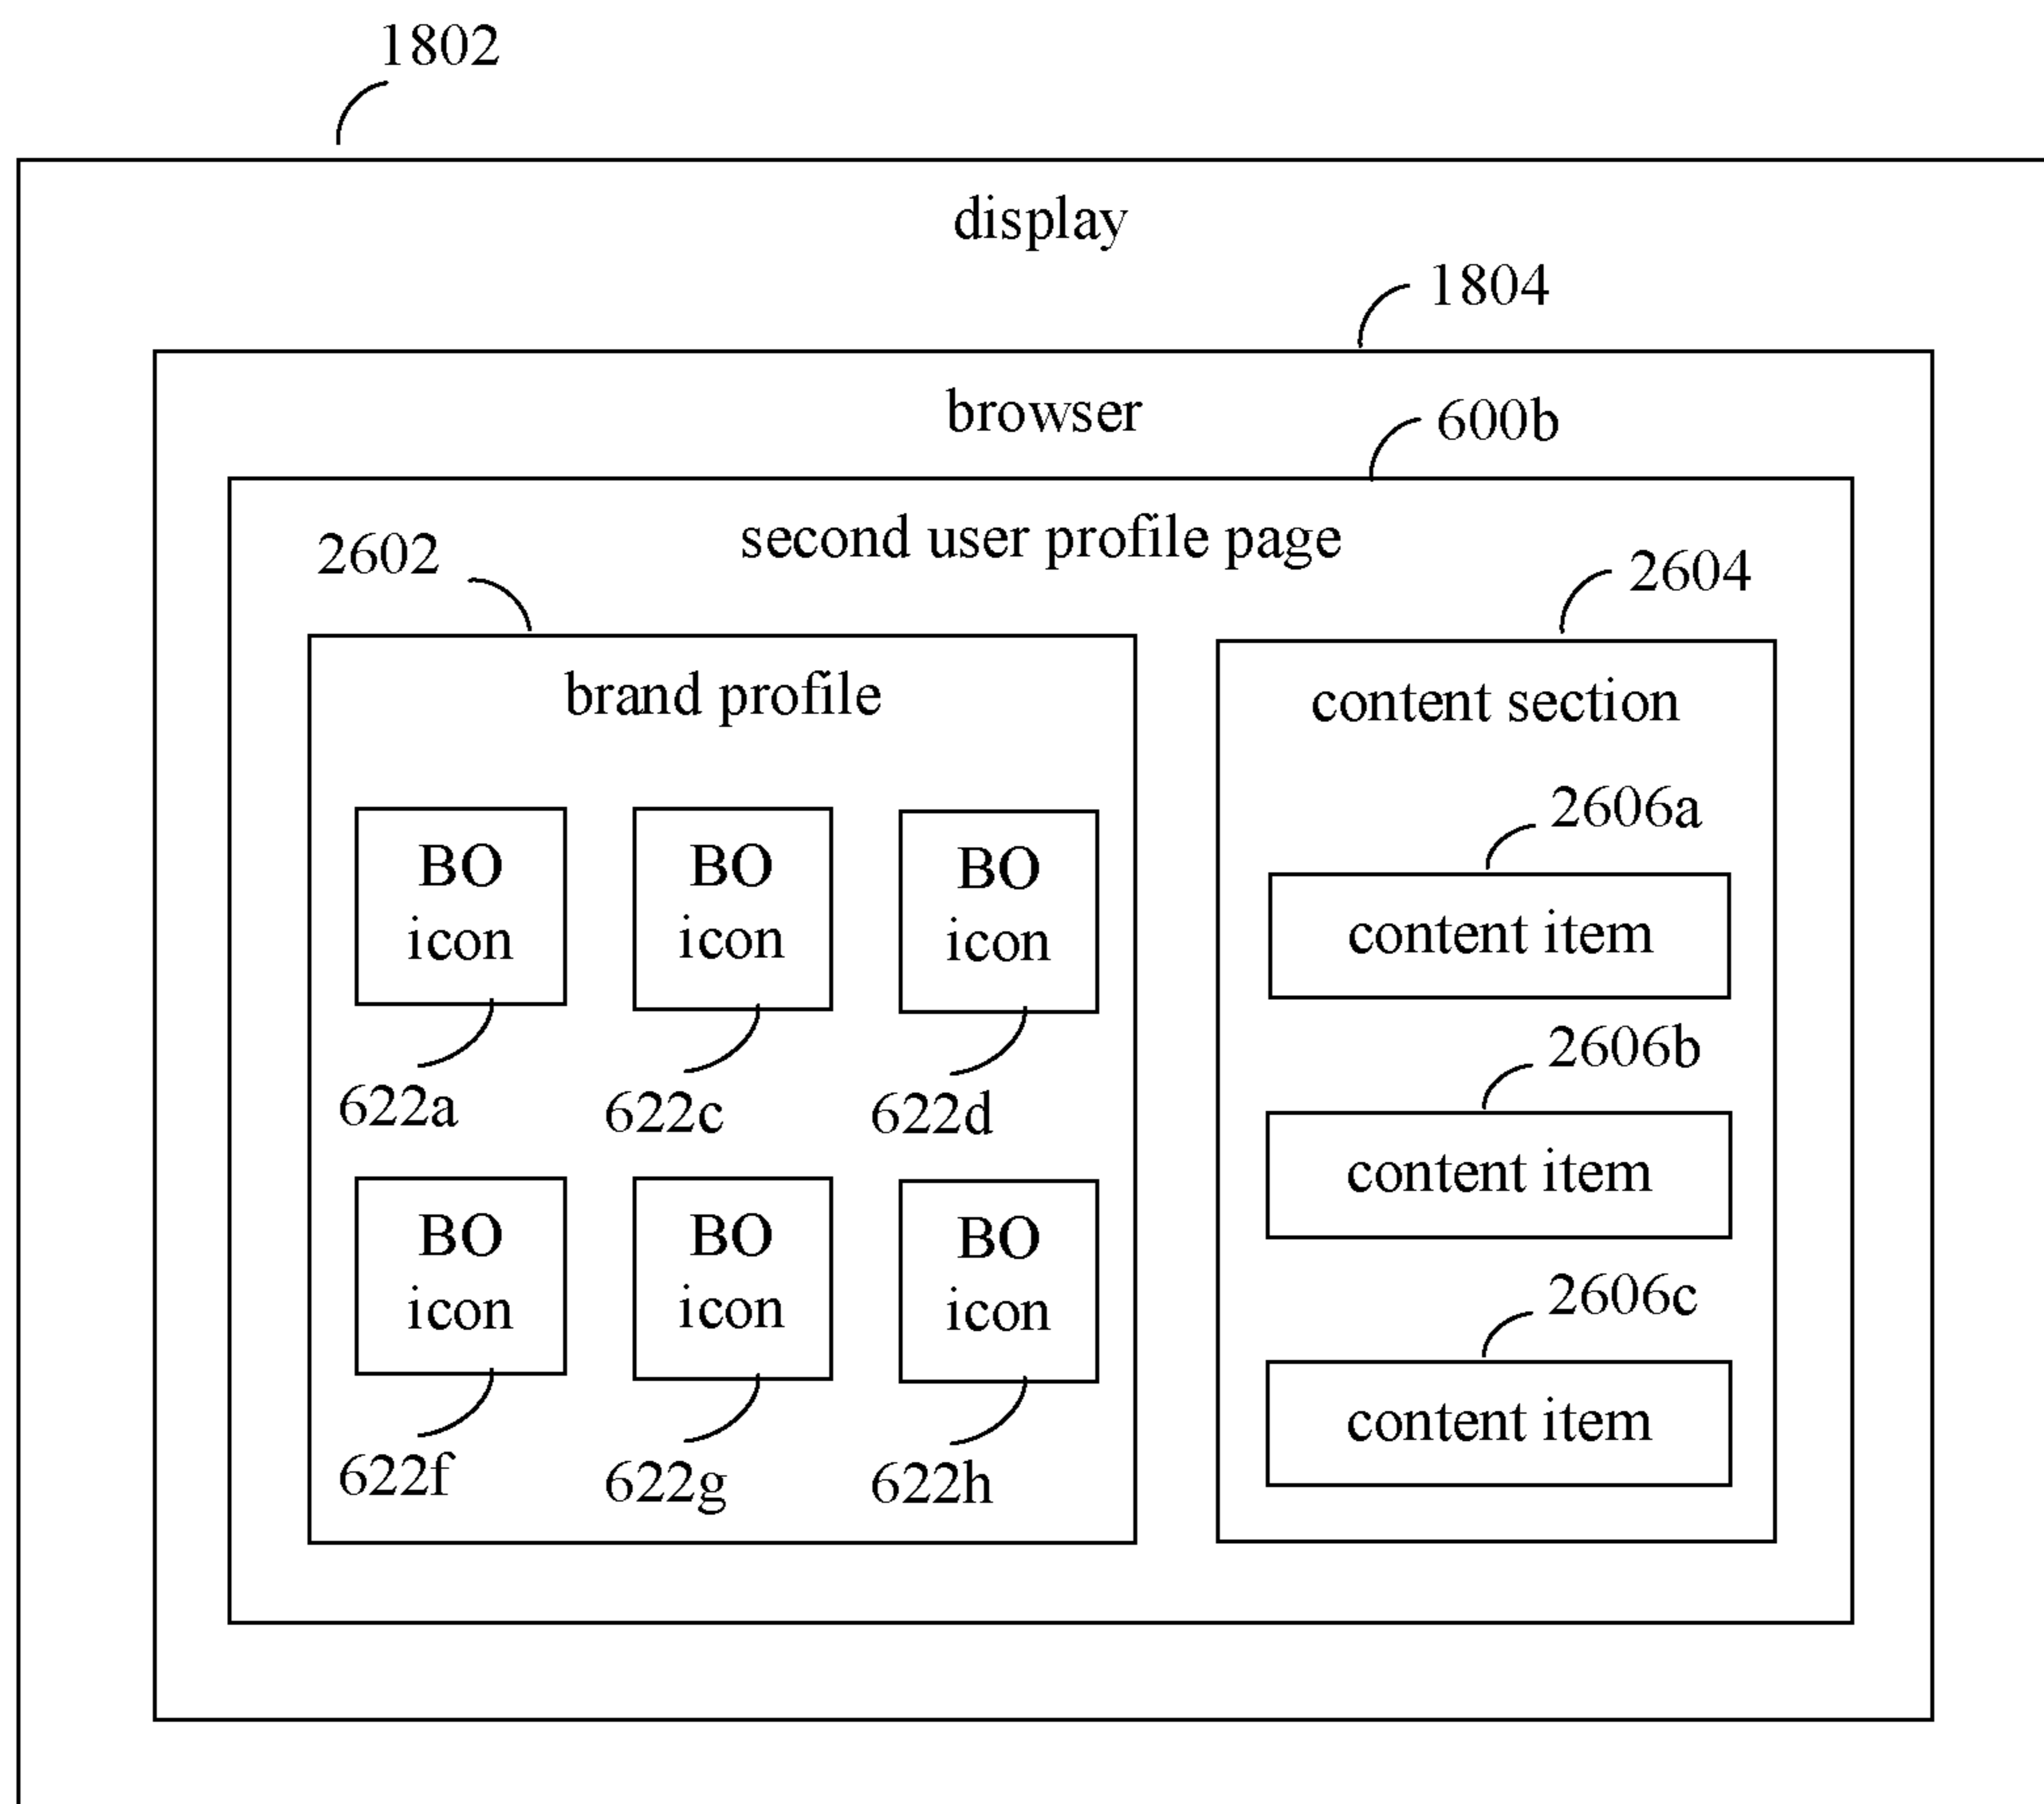 1802
display
1804
browser
600b
second user profile page
2602
2604
brand profile
content section
2606a
BO
icon
BO
icon
BO
icon
content item
622a
622c
622d
2606b
content item
BO
icon
BO
icon
BO
icon
2606c
content item
622f
622g
622h